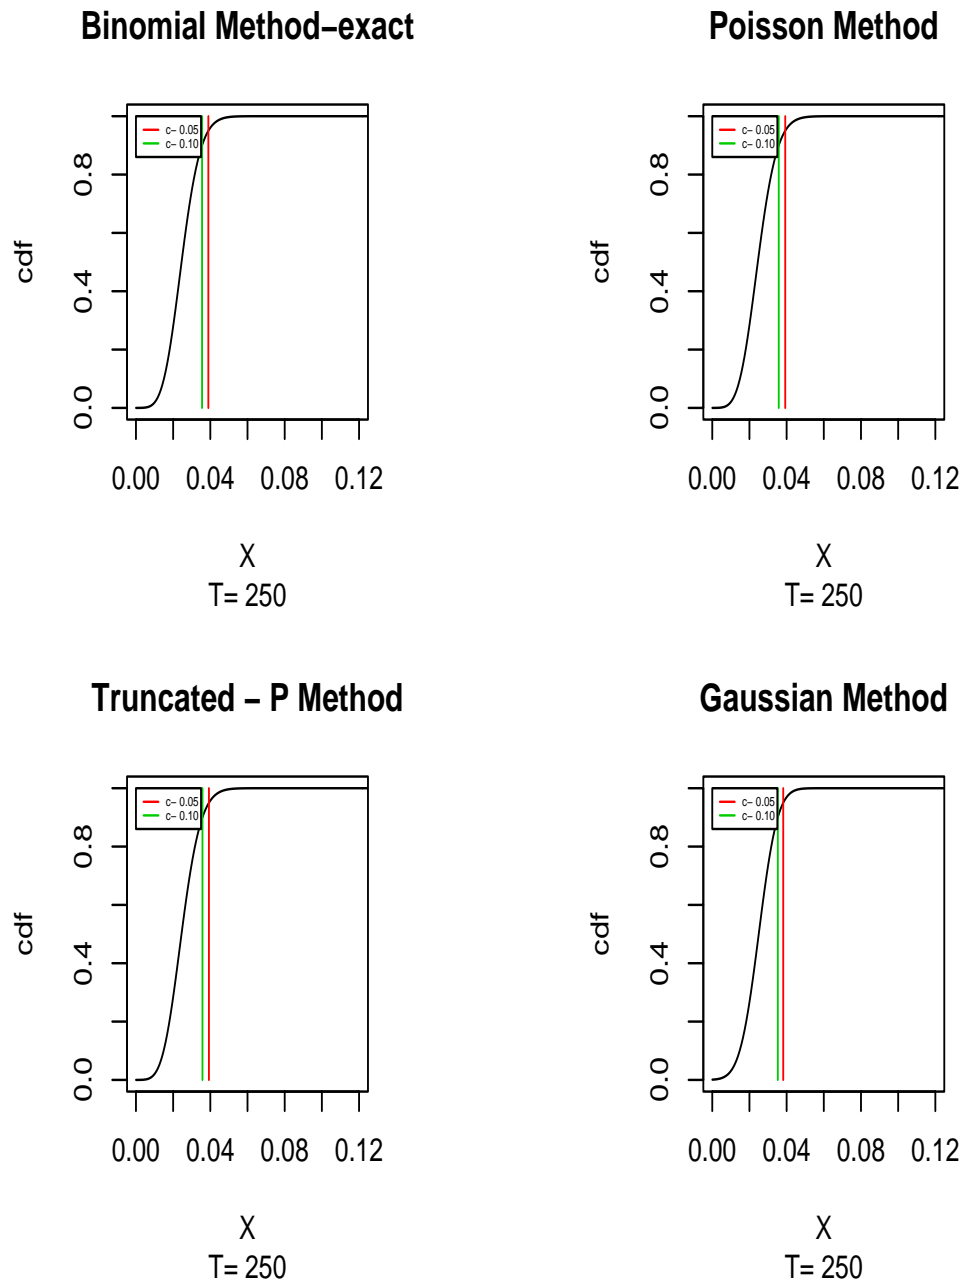 Binomial Method–exact
c– 0.05
c– 0.10
cdf
0.0 0.4 0.8
0.00 0.04 0.08 0.12
X
T= 250
Poisson Method
c– 0.05
c– 0.10
cdf
0.0 0.4 0.8
0.00 0.04 0.08 0.12
X
T= 250
Truncated – P Method
c– 0.05
c– 0.10
cdf
0.0 0.4 0.8
0.00 0.04 0.08 0.12
X
T= 250
Gaussian Method
c– 0.05
c– 0.10
cdf
0.0 0.4 0.8
0.00 0.04 0.08 0.12
X
T= 250